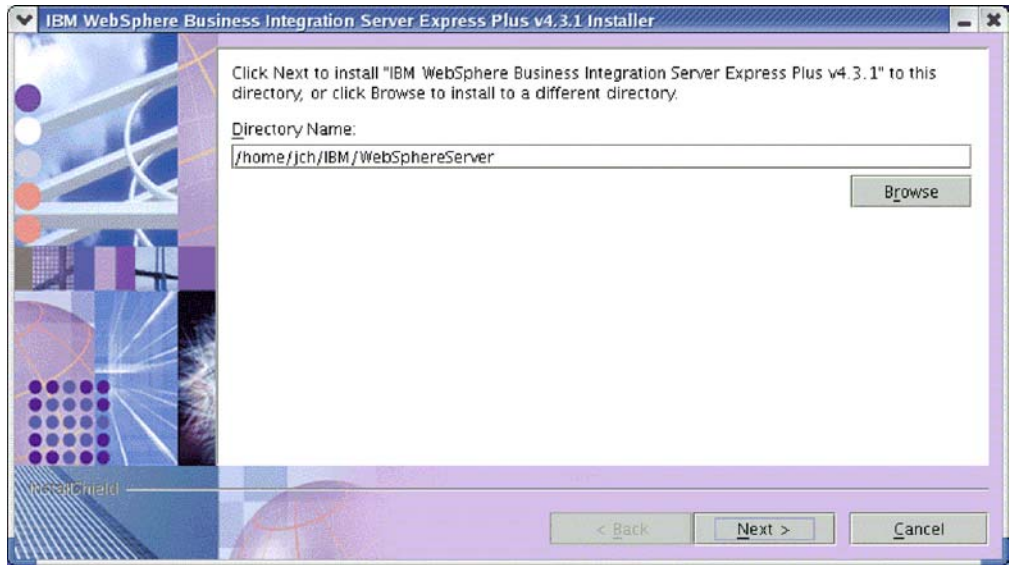 IBM WebSphere Business Integration Server Express Plus v4.3.1 Installer
Click Next to install "IBM WebSphere Business Integration Server Express Plus v4.3.1" to this
directory, or click Browse to install to a different directory.
Directory Name:
/home/jch/IBM/WebSphereServer
Browse
InstallShield
< Back
Next >
Cancel